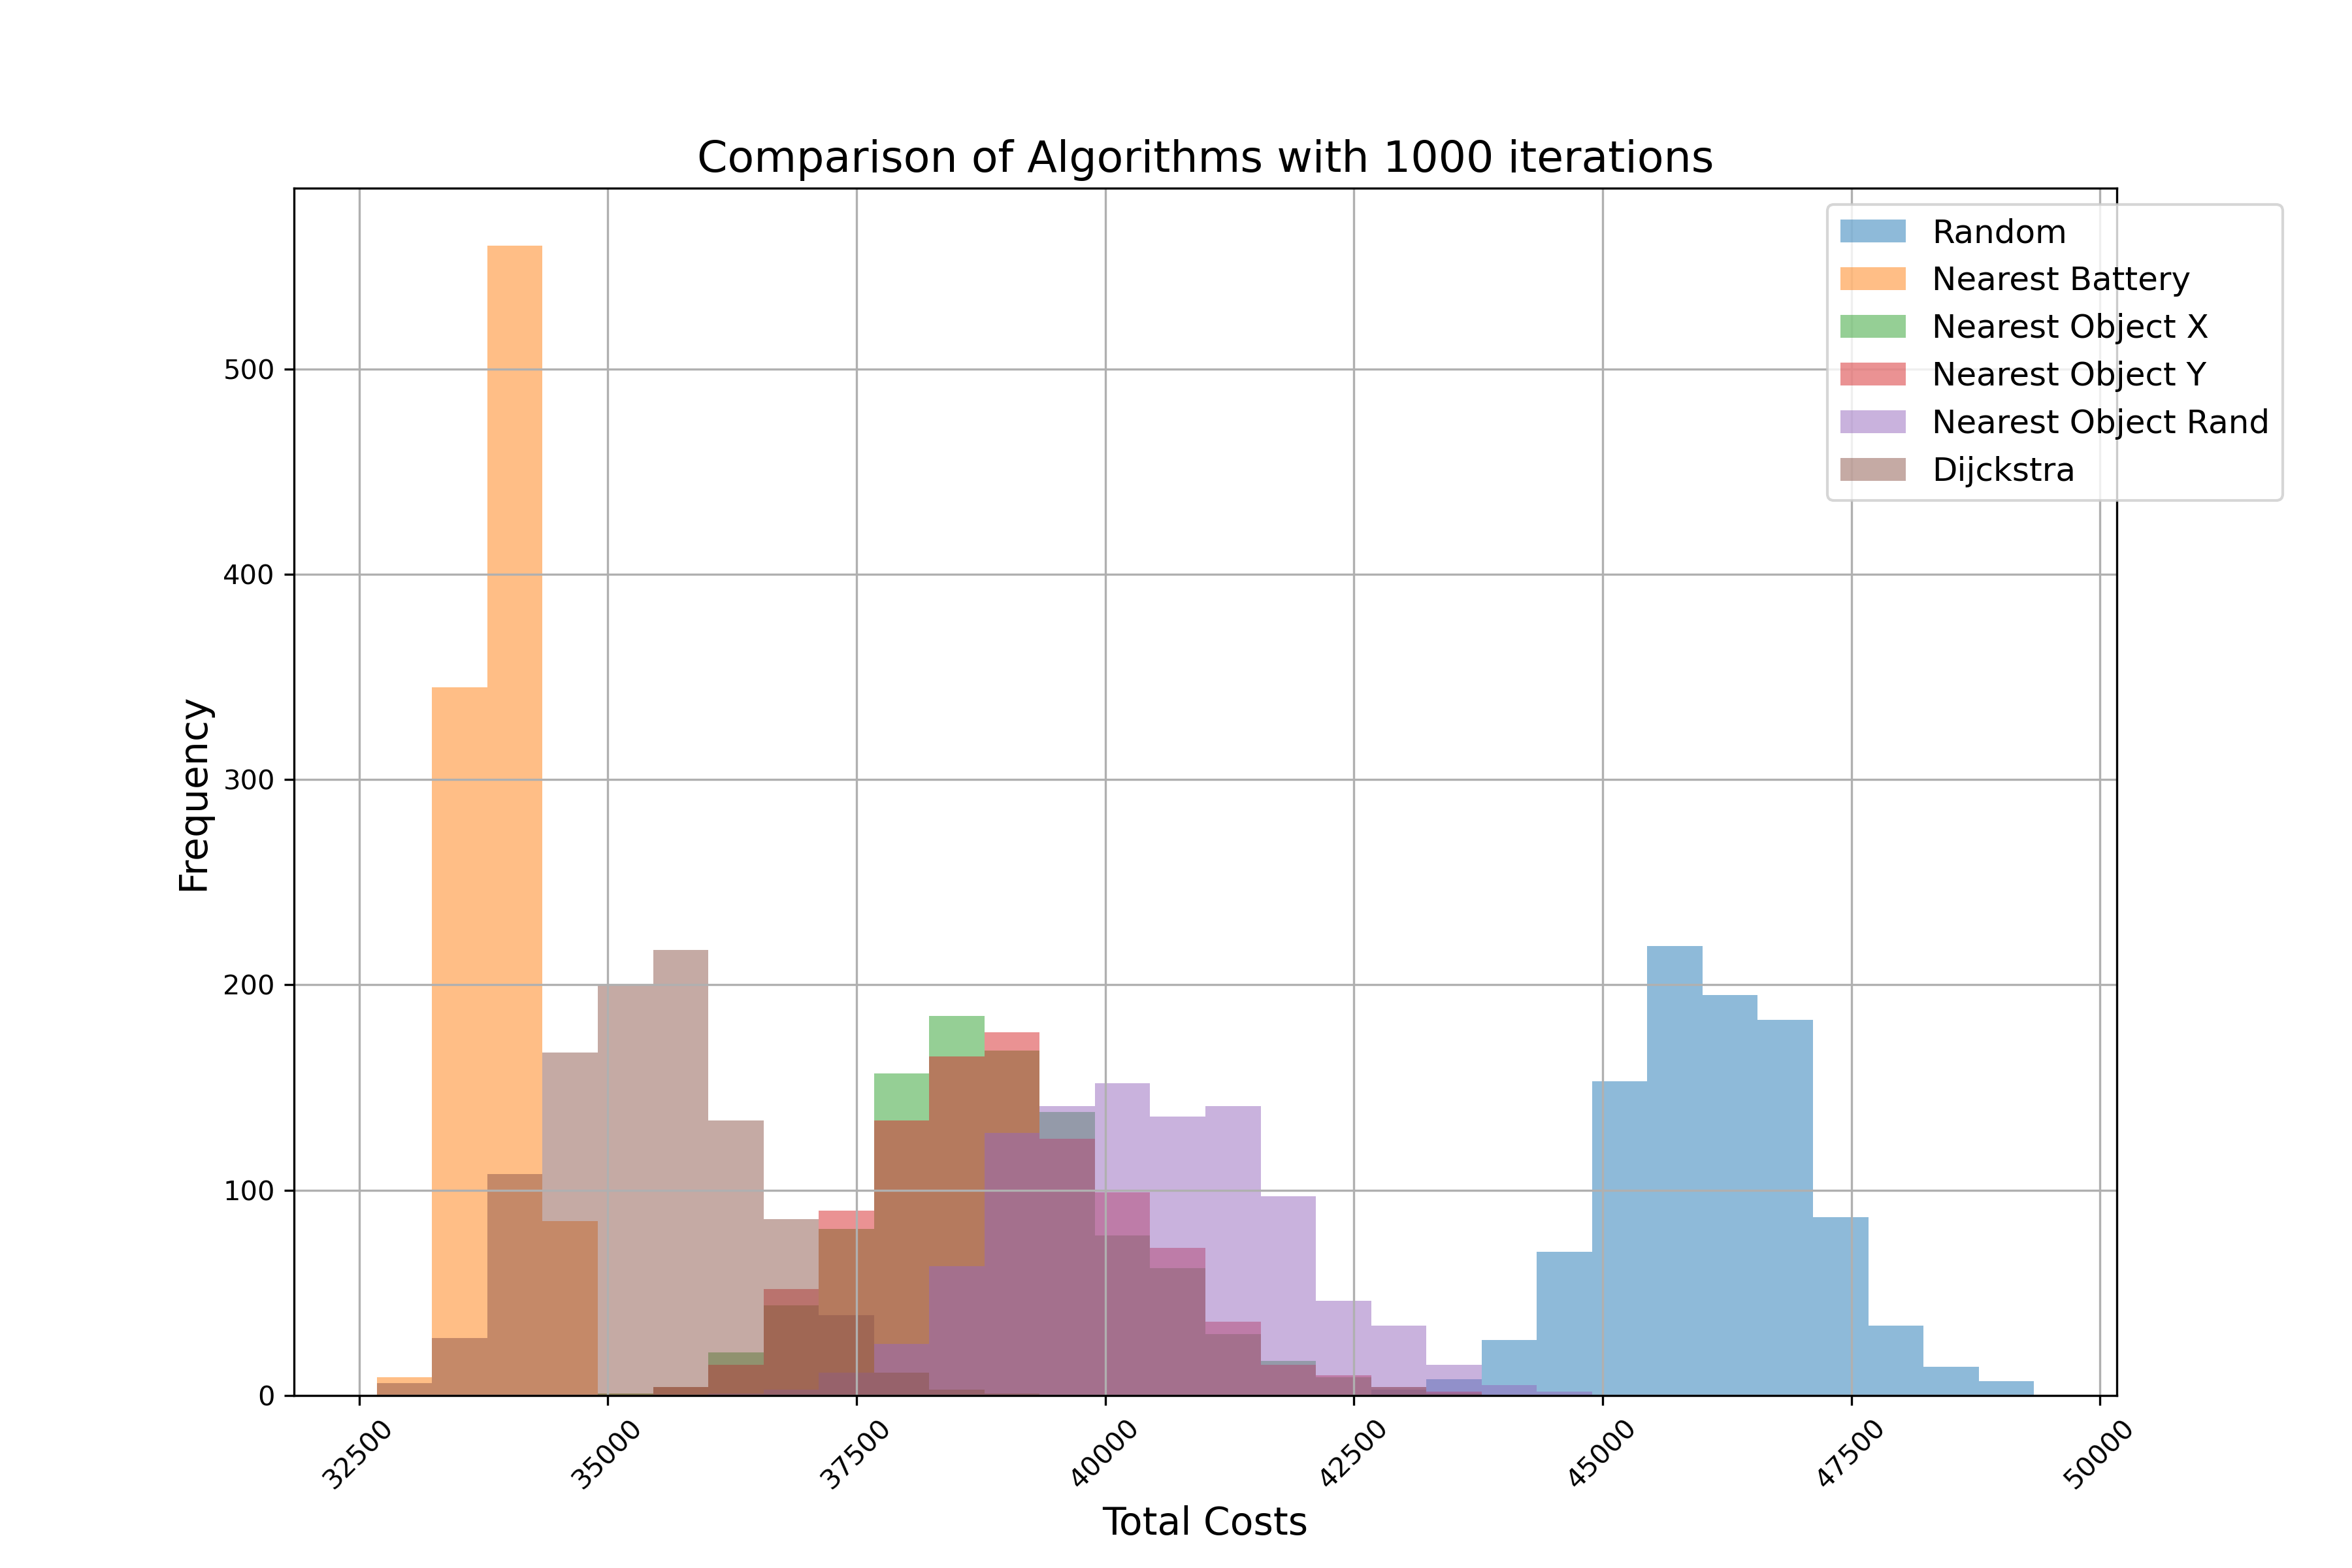 Comparison of Algorithms with 1000 iterations
Random
Nearest Battery
Nearest Object X
Nearest Object Y
Nearest Object Rand
Dijckstra
Frequency
500
400
300
200
100
0
32500
35000
37500
40000
42500
45000
47500
50000
Total Costs